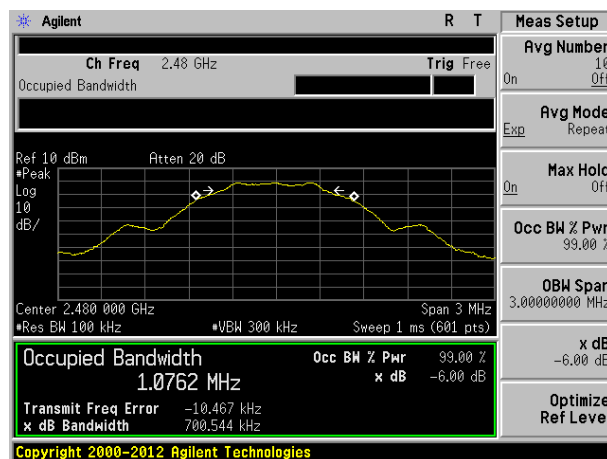 Agilent R T Meas Setup
Ch Freq 2.48 GHz Trig Free
Occupied Bandwidth
Ref 10 dBm Atten 20 dB
#Peak
Log
10
dB/
Center 2.480 000 GHz Span 3 MHz
#Res BW 100 kHz #VBW 300 kHz Sweep 1 ms (601 pts)
Occupied Bandwidth Occ BW % Pwr 99.00 %
1.0762 MHz x dB -6.00 dB
Transmit Freq Error -10.467 kHz
x dB Bandwidth 700.544 kHz
Copyright 2000-2012 Agilent Technologies
Avg Number
10
On Off
Avg Mode
Exp Repeat
Max Hold
On Off
Occ BW % Pwr
99.00 %
OBW Span
3.00000000 MHz
x dB
-6.00 dB
Optimize
Ref Level